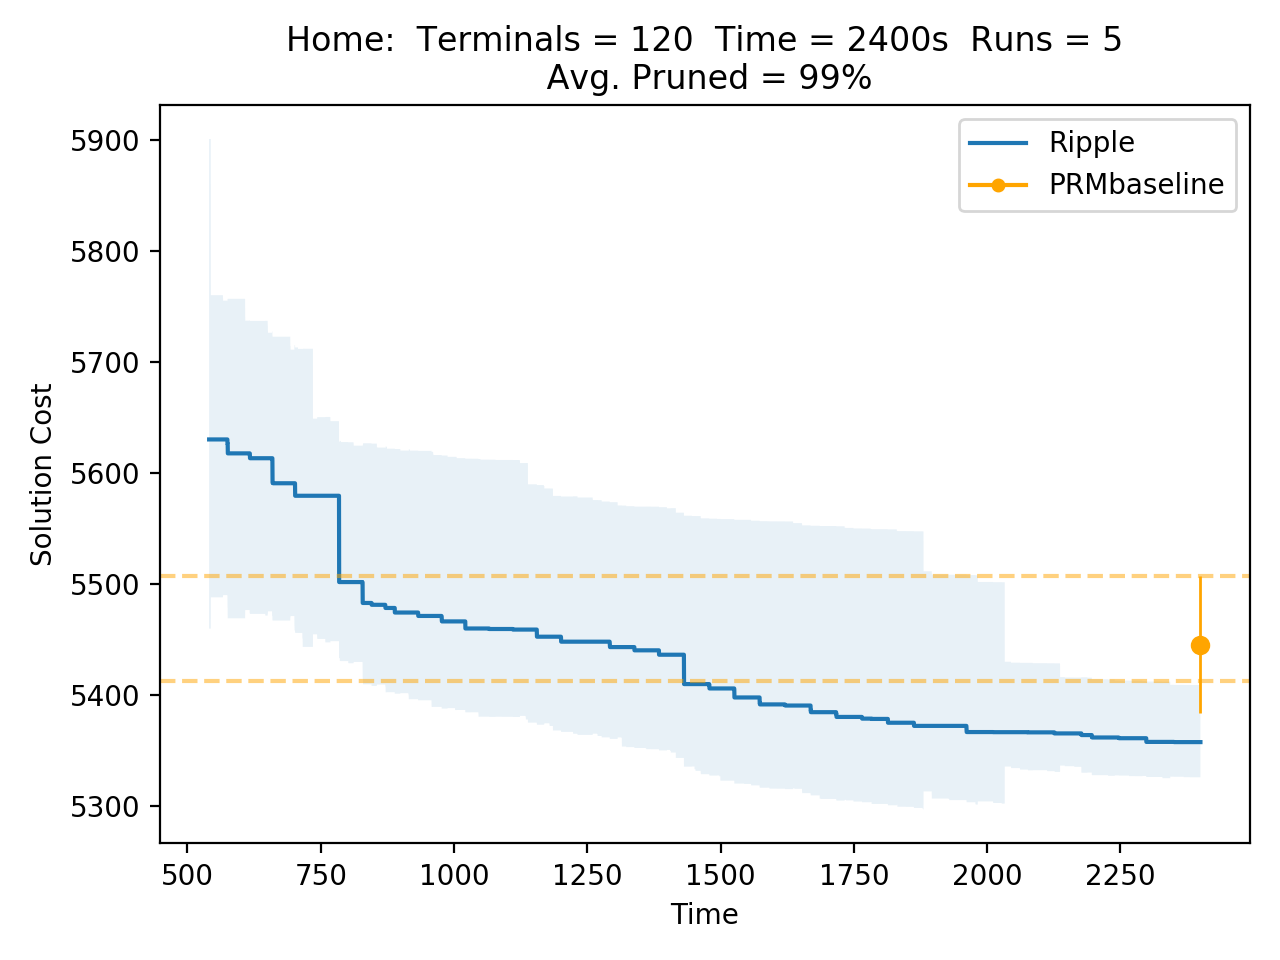 Home:  Terminals = 120  Time = 2400s  Runs = 5
Avg. Pruned = 99%
Ripple
PRMbaseline
Solution Cost
5900
5800
5700
5600
5500
5400
5300
500 750 1000 1250 1500 1750 2000 2250
Time